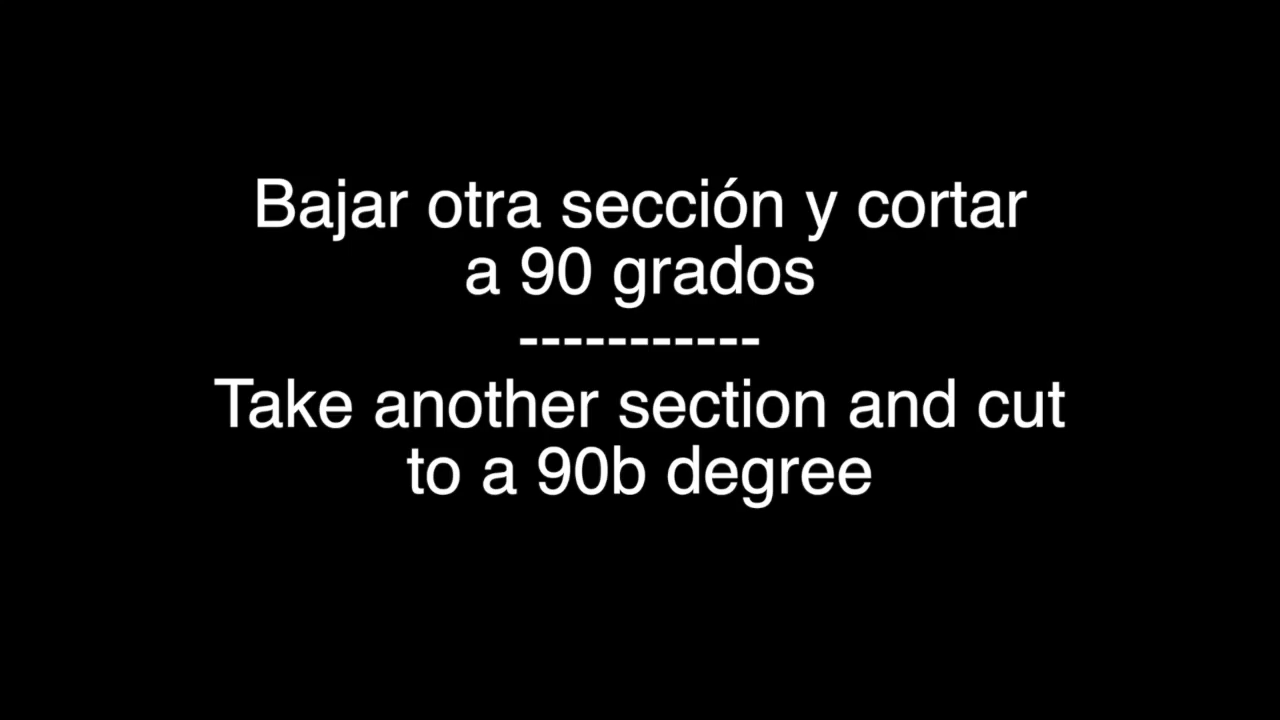 Bajar otra sección y cortar
a 90 grados
-----------
Take another section and cut
to a 90b degree